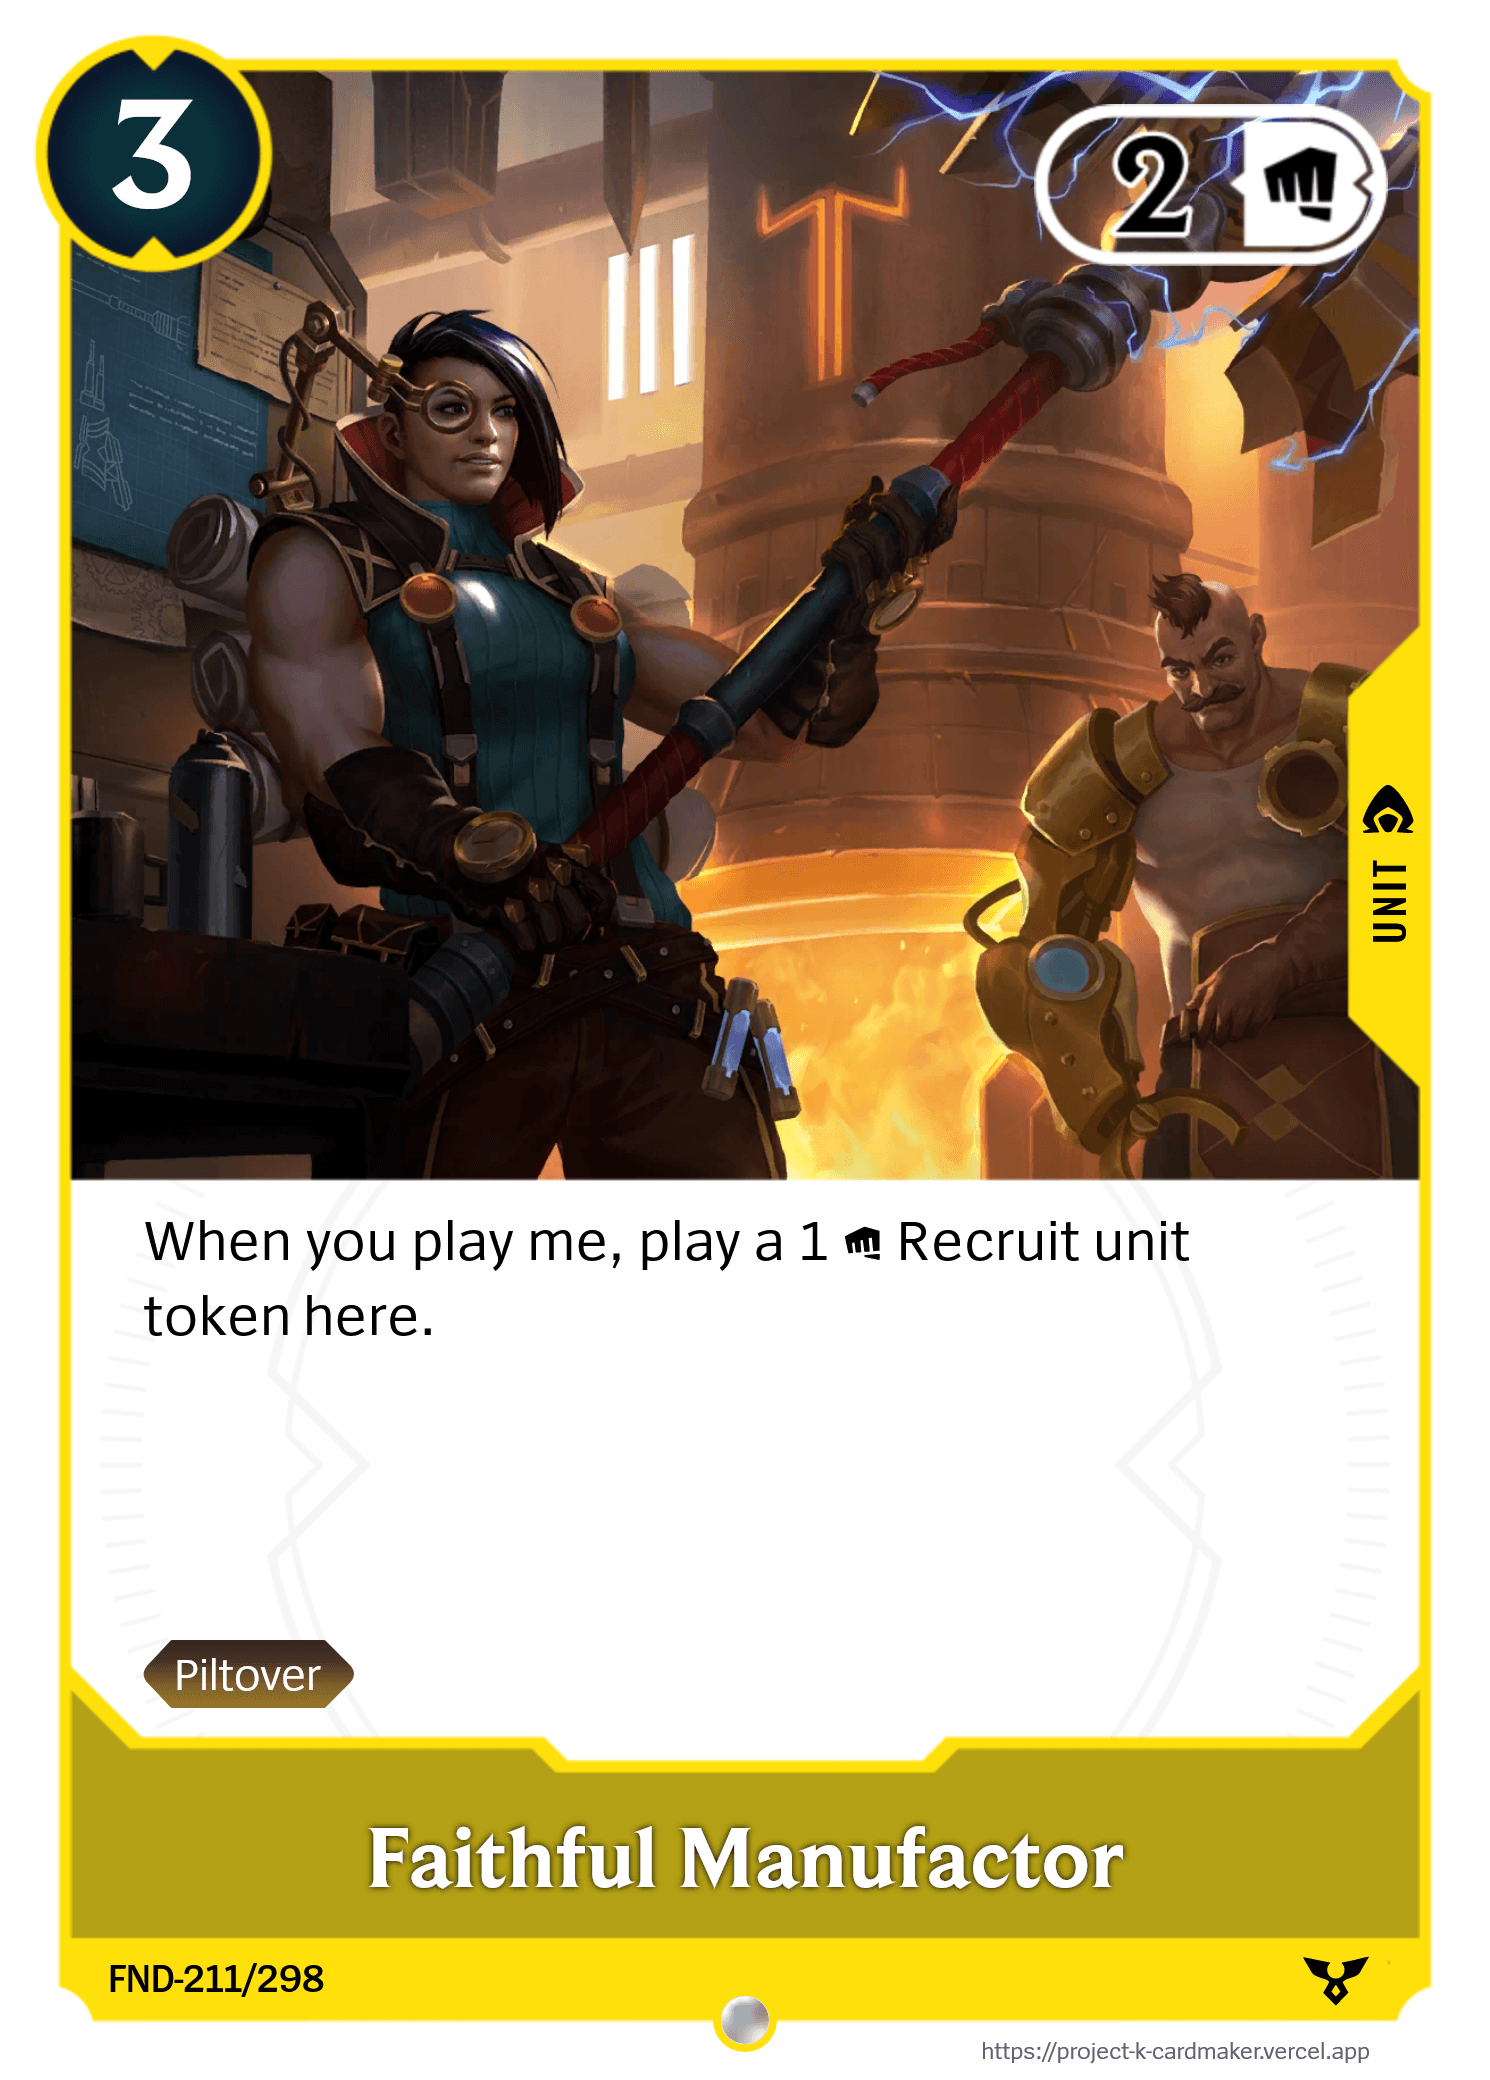 3
2
UNIT
When you play me, play a 1 Recruit unit
token here.
Piltover
Faithful Manufactor
FND-211/298
https://project-k-cardmaker.vercel.app